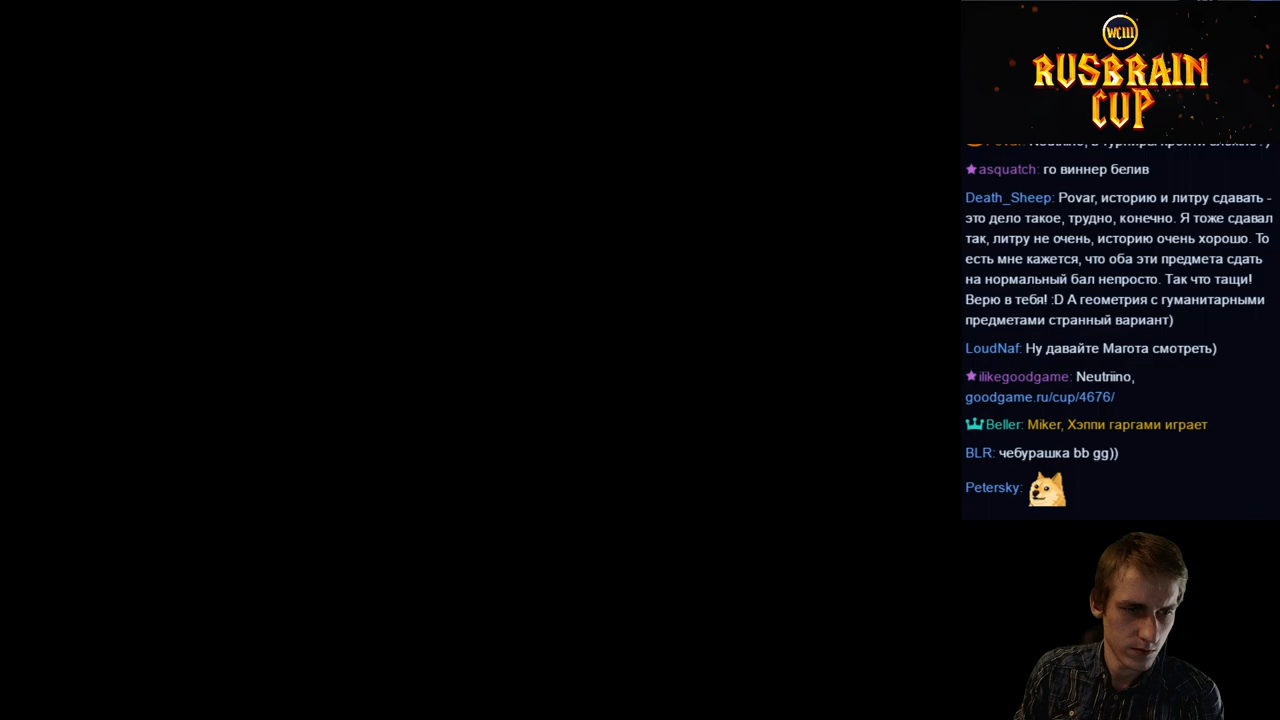 WCIII
RUSBRAIN
CUP
asquatch: го виннер белив
Death_Sheep: Povar, историю и литру сдавать -
это дело такое, трудно, конечно. Я тоже сдавал
так, литру не очень, историю очень хорошо. То
есть мне кажется, что оба эти предмета сдать
на нормальный бал непросто. Так что тащи!
Верю в тебя! :D А геометрия с гуманитарными
предметами странный вариант)
LoudNaf: Ну давайте Магота смотреть)
ilikegoodgame: Neutriino,
goodgame.ru/cup/4676/
Beller: Miker, Хэппи гаргами играет
BLR: чебурашка bb gg))
Petersky: